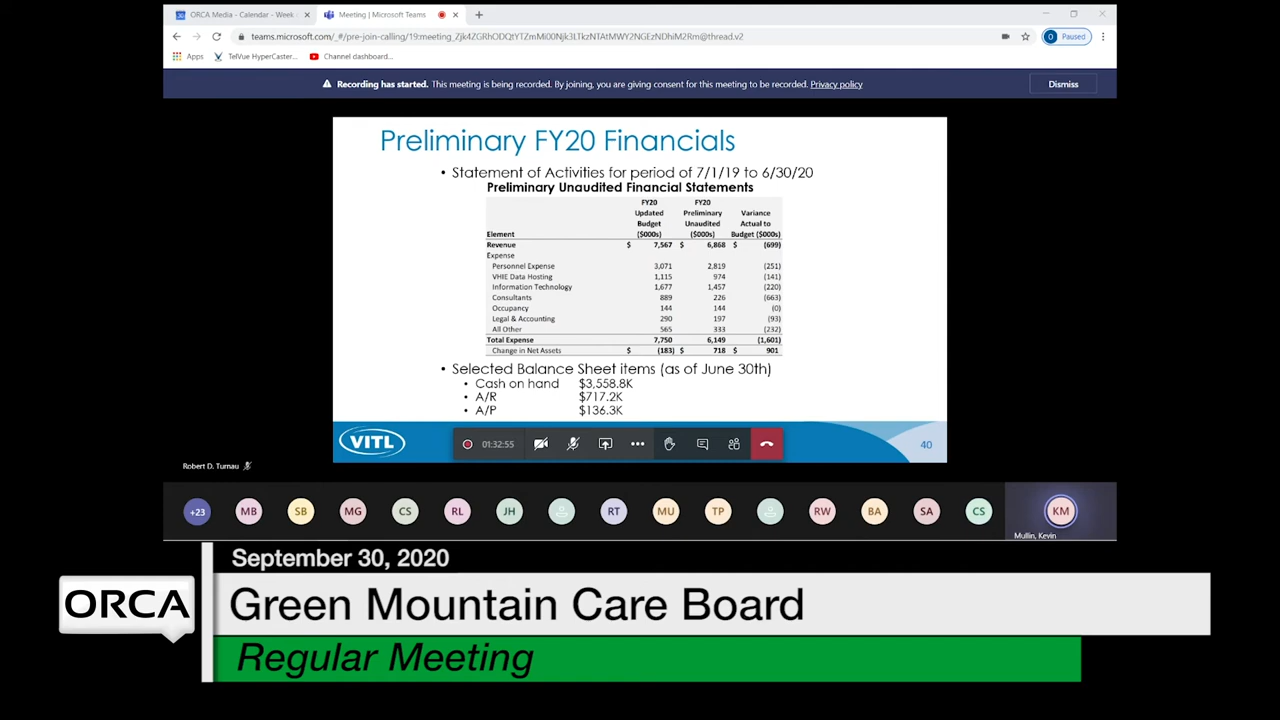 ORCA Media - Calendar - Week
Meeting | Microsoft Teams
teams.microsoft.com/_#/pre-join-calling/19:meeting_Zjk4ZGRhODQtYTZmMi00Njk3LTkzNTAtMWY2NGEzNDhiM2Rm@thread.v2
O Paused
Apps TelVue HyperCaster... Channel dashboard...
Recording has started. This meeting is being recorded. By joining, you are giving consent for this meeting to be recorded. Privacy policy
Dismiss
Preliminary FY20 Financials
• Statement of Activities for period of 7/1/19 to 6/30/20
Preliminary Unaudited Financial Statements
FY20 FY20
Updated Preliminary Variance
Budget Unaudited Actual to
Element ($000s) ($000s) Budget ($000s)
Revenue $ 7,567 $ 6,868 $ (699)
Expense
Personnel Expense 3,071 2,819 (251)
VHIE Data Hosting 1,115 974 (141)
Information Technology 1,677 1,457 (220)
Consultants 889 226 (663)
Occupancy 144 144 (0)
Legal & Accounting 290 197 (93)
All Other 565 333 (232)
Total Expense 7,750 6,149 (1,601)
Change in Net Assets $ (183) $ 718 $ 901
• Selected Balance Sheet items (as of June 30th)
• Cash on hand $3,558.8K
• A/R $717.2K
• A/P $136.3K
VITL
01:32:55
40
Robert D. Turnau
+23 MB SB MG CS RL JH RT MU TP RW BA SA CS KM
Mullin, Kevin
September 30, 2020
ORCA
Green Mountain Care Board
Regular Meeting